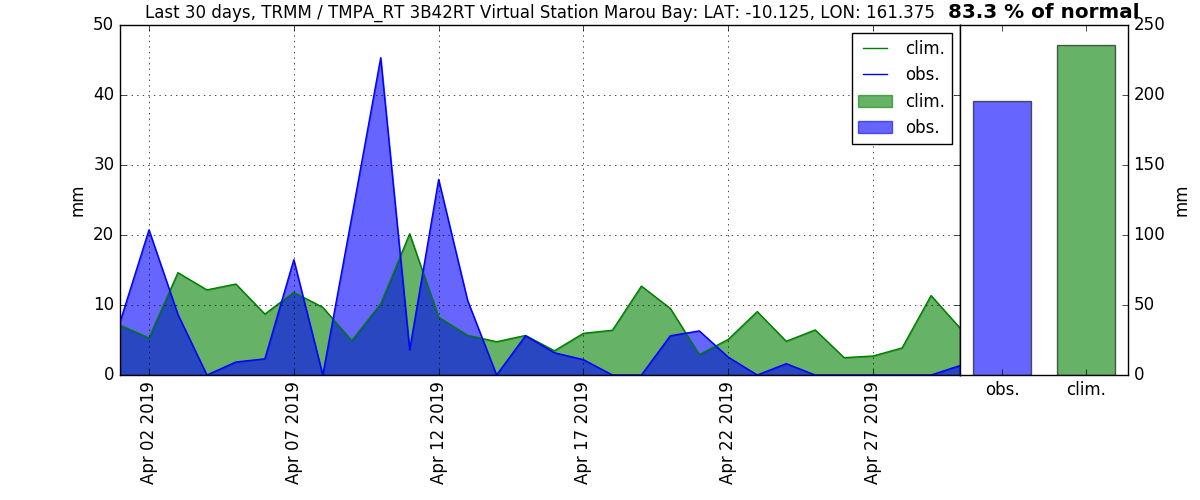 Last 30 days, TRMM / TMPA_RT 3B42RT Virtual Station Marou Bay: LAT: -10.125, LON: 161.375
83.3 % of normal
50
40
30
20
10
0
mm
clim.
obs.
clim.
obs.
250
200
150
100
50
0
mm
obs.
clim.
Apr 02 2019
Apr 07 2019
Apr 12 2019
Apr 17 2019
Apr 22 2019
Apr 27 2019